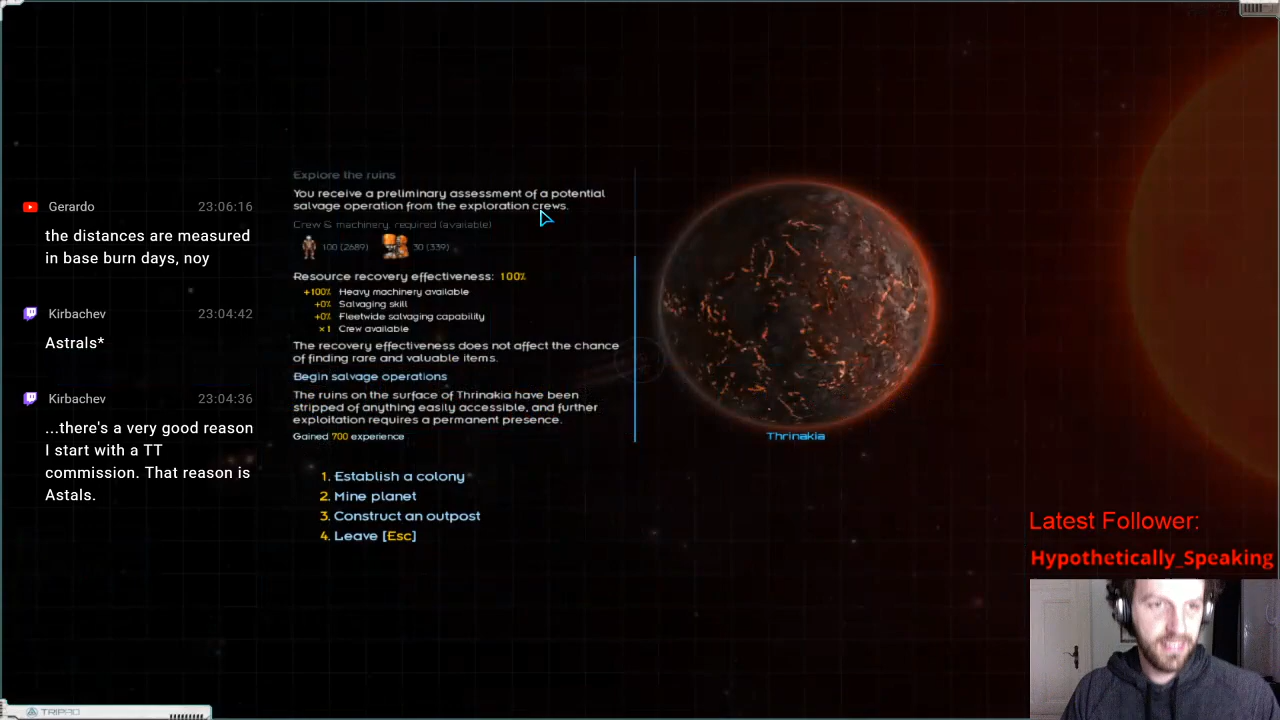 Gerardo 23:06:16
the distances are measured
in base burn days, noy
Kirbachev 23:04:42
Astrals*
Kirbachev 23:04:36
...there's a very good reason
I start with a TT
commission. That reason is
Astals.
Explore the ruins
You receive a preliminary assessment of a potential
salvage operation from the exploration crews.
Crew & machinery: required (available)
100 (2689) 30 (339)
Resource recovery effectiveness: 100%
+100% Heavy machinery available
+0% Salvaging skill
+0% Fleetwide salvaging capability
×1 Crew available
The recovery effectiveness does not affect the chance
of finding rare and valuable items.
Begin salvage operations
The ruins on the surface of Thrinakia have been
stripped of anything easily accessible, and further
exploitation requires a permanent presence.
Gained 700 experience
1. Establish a colony
2. Mine planet
3. Construct an outpost
4. Leave [Esc]
Thrinakia
Latest Follower:
Hypothetically_Speaking
TRIPAD